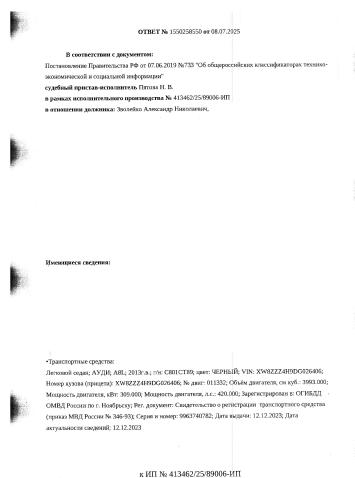 ОТВЕТ № 1550258550 от 08.07.2025
В соответствии с документом:
Постановление Правительства РФ от 07.06.2019 №733 "Об общероссийских классификаторах технико-
экономической и социальной информации"
судебный пристав-исполнитель Пятова Н. В.
в рамках исполнительного производства № 413462/25/89006-ИП
в отношении должника: Зволейко Александр Николаевич,
Имеющиеся сведения:
•Транспортные средства:
Легковой седан; АУДИ, A8L; 2013г.в.; г/н: С801СТ89; цвет: ЧЕРНЫЙ; VIN: XW8ZZZ4H9DG026406;
Номер кузова (прицепа): XW8ZZZ4H9DG026406; № двиг: 011332; Объём двигателя, см куб.: 3993.000;
Мощность двигателя, кВт: 309.000; Мощность двигателя, л.с.: 420.000; Зарегистрирован в: ОГИБДД
ОМВД России по г. Ноябрьску; Рег. документ: Свидетельство о регистрации транспортного средства
(приказ МВД России № 346-93); Серия и номер: 9963740782; Дата выдачи: 12.12.2023; Дата
актуальности сведений: 12.12.2023
к ИП № 413462/25/89006-ИП